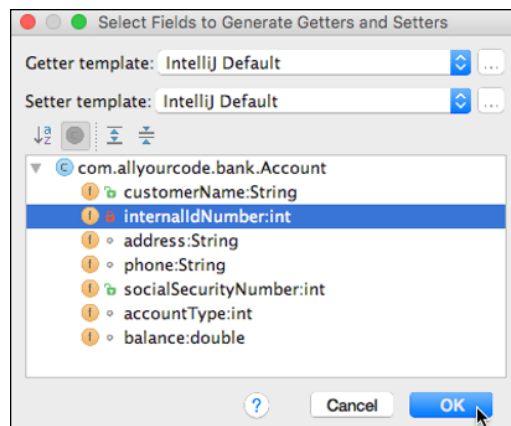 Select Fields to Generate Getters and Setters
Getter template: IntelliJ Default ...
Setter template: IntelliJ Default ...
com.allyourcode.bank.Account
customerName:String
internalIdNumber:int
address:String
phone:String
socialSecurityNumber:int
accountType:int
balance:double
? Cancel OK